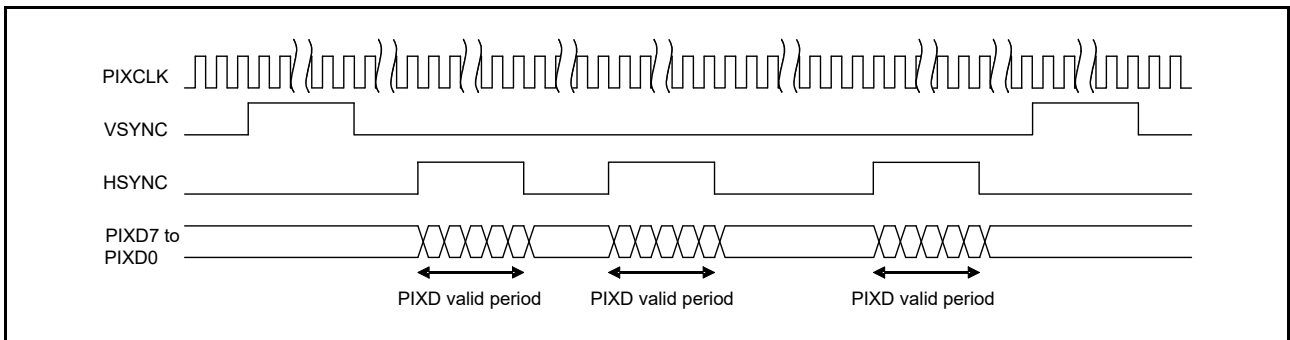 PIXCLK
VSYNC
HSYNC
PIXD7 to
PIXD0
PIXD valid period PIXD valid period PIXD valid period